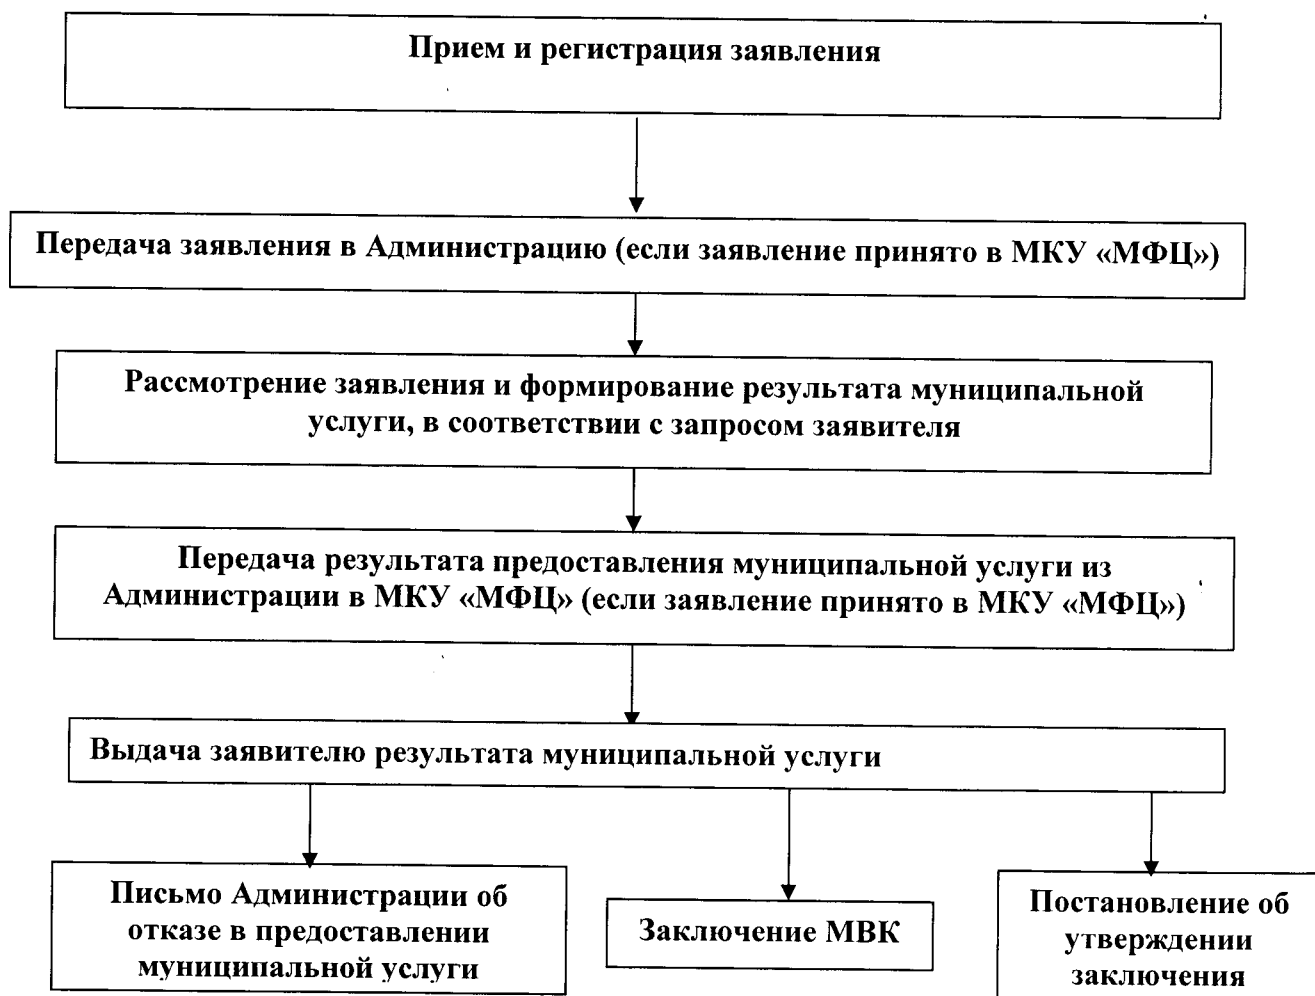 Прием и регистрация заявления
Передача заявления в Администрацию (если заявление принято в МКУ «МФЦ»)
Рассмотрение заявления и формирование результата муниципальной
услуги, в соответствии с запросом заявителя
Передача результата предоставления муниципальной услуги из
Администрации в МКУ «МФЦ» (если заявление принято в МКУ «МФЦ»)
Выдача заявителю результата муниципальной услуги
Письмо Администрации об
отказе в предоставлении
муниципальной услуги
Заключение МВК
Постановление об
утверждении
заключения